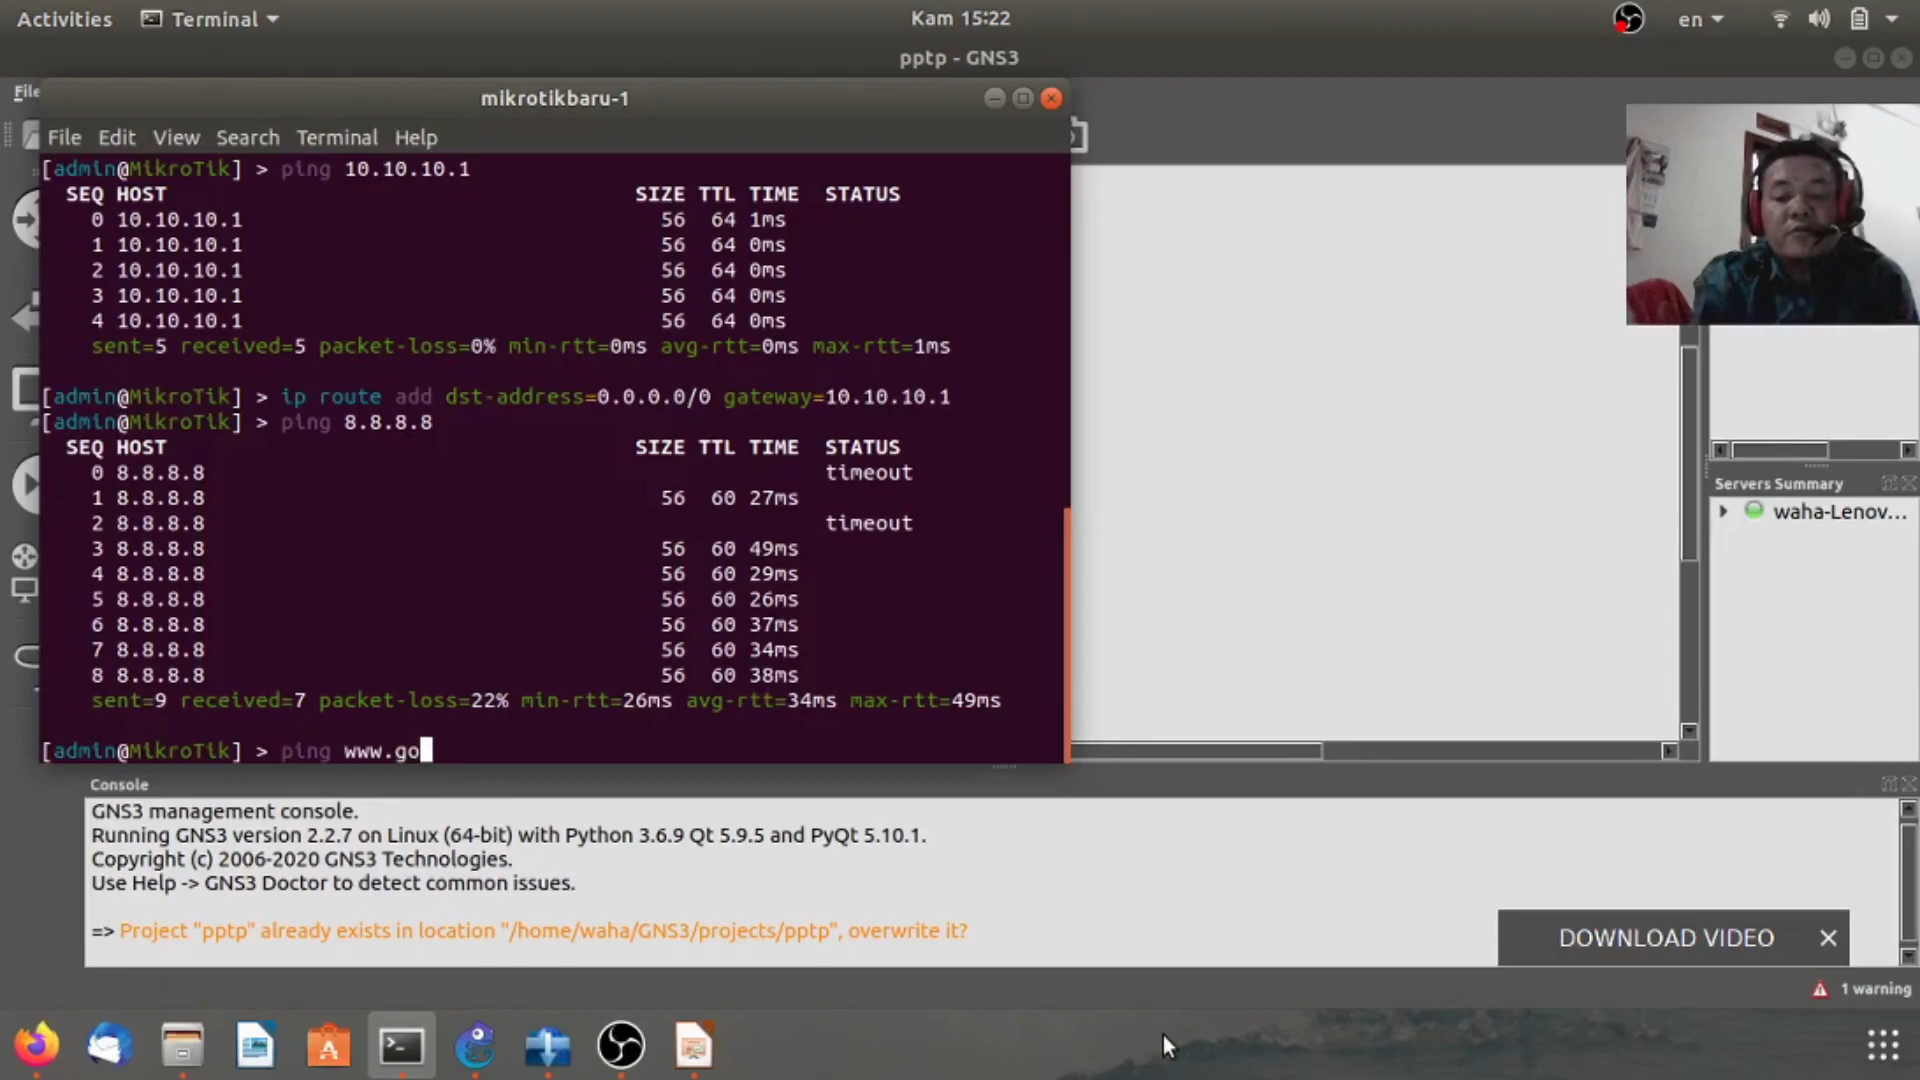 Activities Terminal Kam 15:22 en
pptp - GNS3
File
mikrotikbaru-1
File Edit View Search Terminal Help
[admin@MikroTik] > ping 10.10.10.1
SEQ HOST SIZE TTL TIME STATUS
0 10.10.10.1 56 64 1ms
1 10.10.10.1 56 64 0ms
2 10.10.10.1 56 64 0ms
3 10.10.10.1 56 64 0ms
4 10.10.10.1 56 64 0ms
sent=5 received=5 packet-loss=0% min-rtt=0ms avg-rtt=0ms max-rtt=1ms
[admin@MikroTik] > ip route add dst-address=0.0.0.0/0 gateway=10.10.10.1
[admin@MikroTik] > ping 8.8.8.8
SEQ HOST SIZE TTL TIME STATUS
0 8.8.8.8 timeout
1 8.8.8.8 56 60 27ms
2 8.8.8.8 timeout
3 8.8.8.8 56 60 49ms
4 8.8.8.8 56 60 29ms
5 8.8.8.8 56 60 26ms
6 8.8.8.8 56 60 37ms
7 8.8.8.8 56 60 34ms
8 8.8.8.8 56 60 38ms
sent=9 received=7 packet-loss=22% min-rtt=26ms avg-rtt=34ms max-rtt=49ms
[admin@MikroTik] > ping www.go
Servers Summary
waha-Lenov...
Console
GNS3 management console.
Running GNS3 version 2.2.7 on Linux (64-bit) with Python 3.6.9 Qt 5.9.5 and PyQt 5.10.1.
Copyright (c) 2006-2020 GNS3 Technologies.
Use Help -> GNS3 Doctor to detect common issues.
=> Project "pptp" already exists in location "/home/waha/GNS3/projects/pptp", overwrite it?
DOWNLOAD VIDEO
1 warning